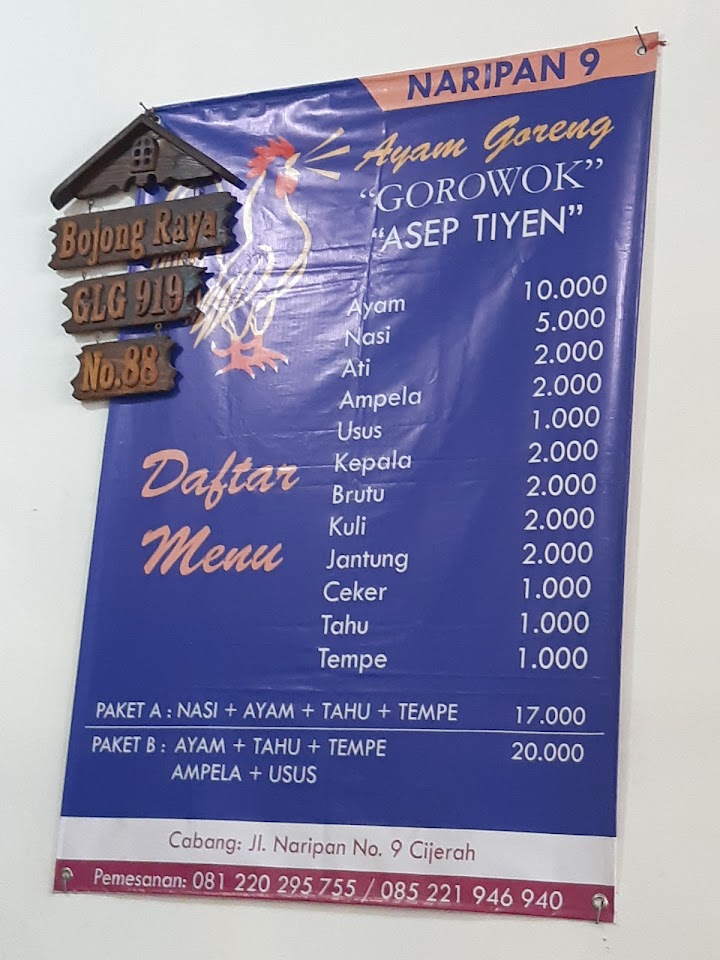 NARIPAN 9
Ayam Goreng
"GOROWOK"
"ASEP TIYEN"
Bojong Raya
GLG 919
No.88
Daftar
Menu
Ayam 10.000
Nasi 5.000
Ati 2.000
Ampela 2.000
Usus 1.000
Kepala 2.000
Brutu 2.000
Kuli 2.000
Jantung 2.000
Ceker 1.000
Tahu 1.000
Tempe 1.000
PAKET A : NASI + AYAM + TAHU + TEMPE 17.000
PAKET B : AYAM + TAHU + TEMPE 20.000
AMPELA + USUS
Cabang: Jl. Naripan No. 9 Cijerah
Pemesanan: 081 220 295 755 / 085 221 946 940